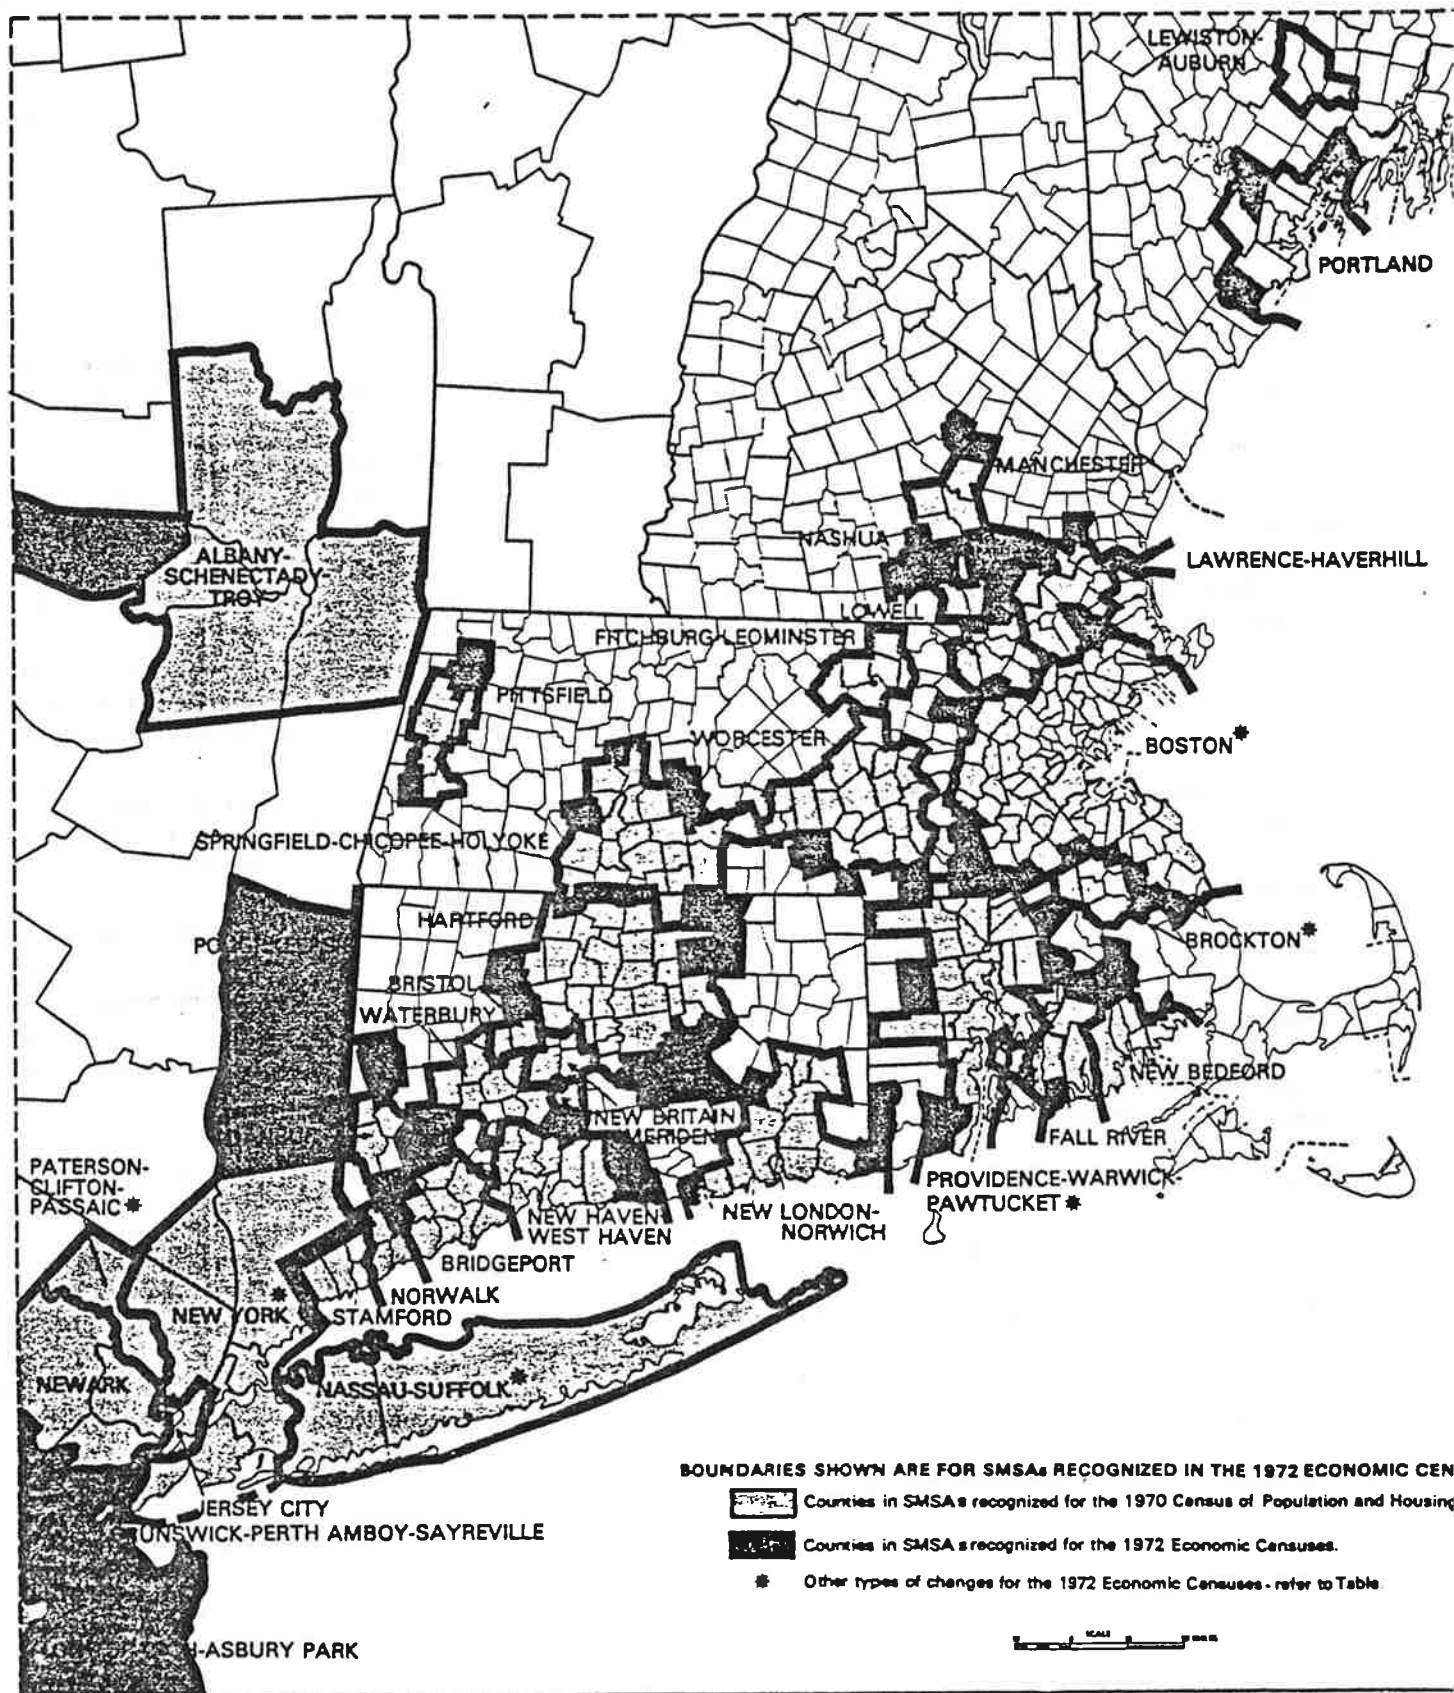 LEWISTON-
AUBURN
PORTLAND
MANCHESTER
NASHUA
LAWRENCE-HAVERHILL
ALBANY-
SCHENECTADY-
TROY
LOWELL
FITCHBURG-LEOMINSTER
PITTSFIELD
WORCESTER
BOSTON*
SPRINGFIELD-CHICOPEE-HOLYOKE
HARTFORD
BROCKTON*
BRISTOL
WATERBURY
NEW BEDFORD
NEW BRITAIN
MERIDEN
FALL RIVER
PATERSON-
CLIFTON-
PASSAIC*
PROVIDENCE-WARWICK-
PAWTUCKET*
NEW LONDON-
NORWICH
NEW HAVEN
WEST HAVEN
BRIDGEPORT
NORWALK
STAMFORD
NEW YORK*
NEWARK
NASSAU-SUFFOLK*
JERSEY CITY
UNSWICK-PERTH AMBOY-SAYREVILLE
H-ASBURY PARK
BOUNDARIES SHOWN ARE FOR SMSAs RECOGNIZED IN THE 1972 ECONOMIC CEN
Counties in SMSAs recognized for the 1970 Census of Population and Housing
Counties in SMSAs recognized for the 1972 Economic Censuses.
* Other types of changes for the 1972 Economic Censuses - refer to Table.
SCALE